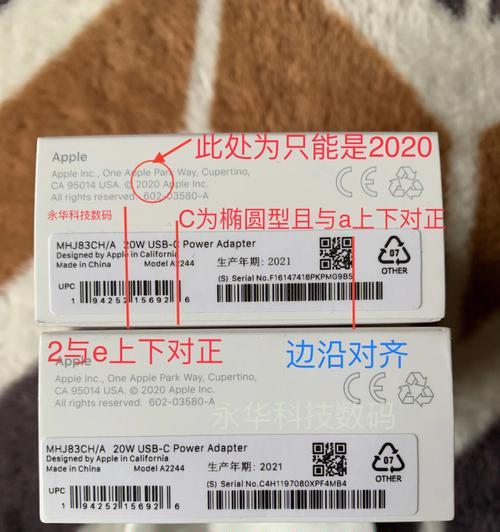 此处为只能是2020
Apple
Apple Inc., One Apple Park Way, Cupertino,
CA 95014 USA. © 2020 Apple Inc.
All rights reserved. 602-03580-A
永华科技数码
C为椭圆型且与a上下对正
MHJ83CH/A 20W USB-C Power Adapter
Designed by Apple in California
Made in China Model A2244
生产年期: 2021
(S) Serial No.F16147418PKPMG9B5
UPC
1 94252 15692 6
07
OTHER
2与e上下对正
边沿对齐
Apple
Apple Inc., One Apple Park Way, Cupertino,
CA 95014 USA. © 2020 Apple Inc.
All rights reserved. 602-03580-A
永华科技数码
MHJ83CH/A 20W USB-C Power Adapter
Designed by Apple in California
Made in China Model A2244
生产年期: 2021
(S) Serial No.C4H1197080XPF4MB4
UPC
1 94252 15692 6
07
OTHER